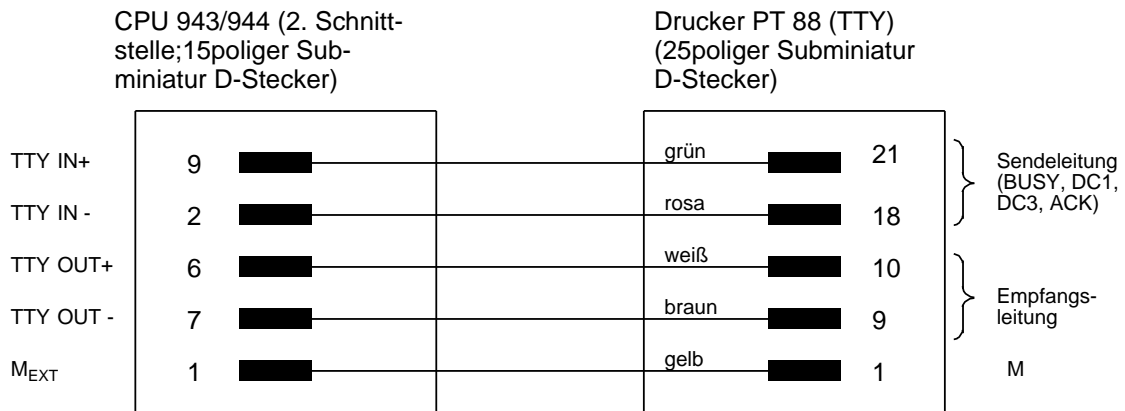 CPU 943/944 (2. Schnitt-
stelle;15poliger Sub-
miniatur D-Stecker)
Drucker PT 88 (TTY)
(25poliger Subminiatur
D-Stecker)
TTY IN+ 9 grün 21
TTY IN - 2 rosa 18
Sendeleitung
(BUSY, DC1,
DC3, ACK)
TTY OUT+ 6 weiß 10
TTY OUT - 7 braun 9
Empfangs-
leitung
MEXT 1 gelb 1 M